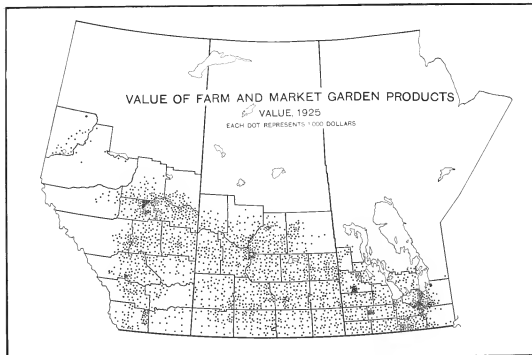 VALUE OF FARM AND MARKET GARDEN PRODUCTS
VALUE, 1925
EACH DOT REPRESENTS 1000 DOLLARS